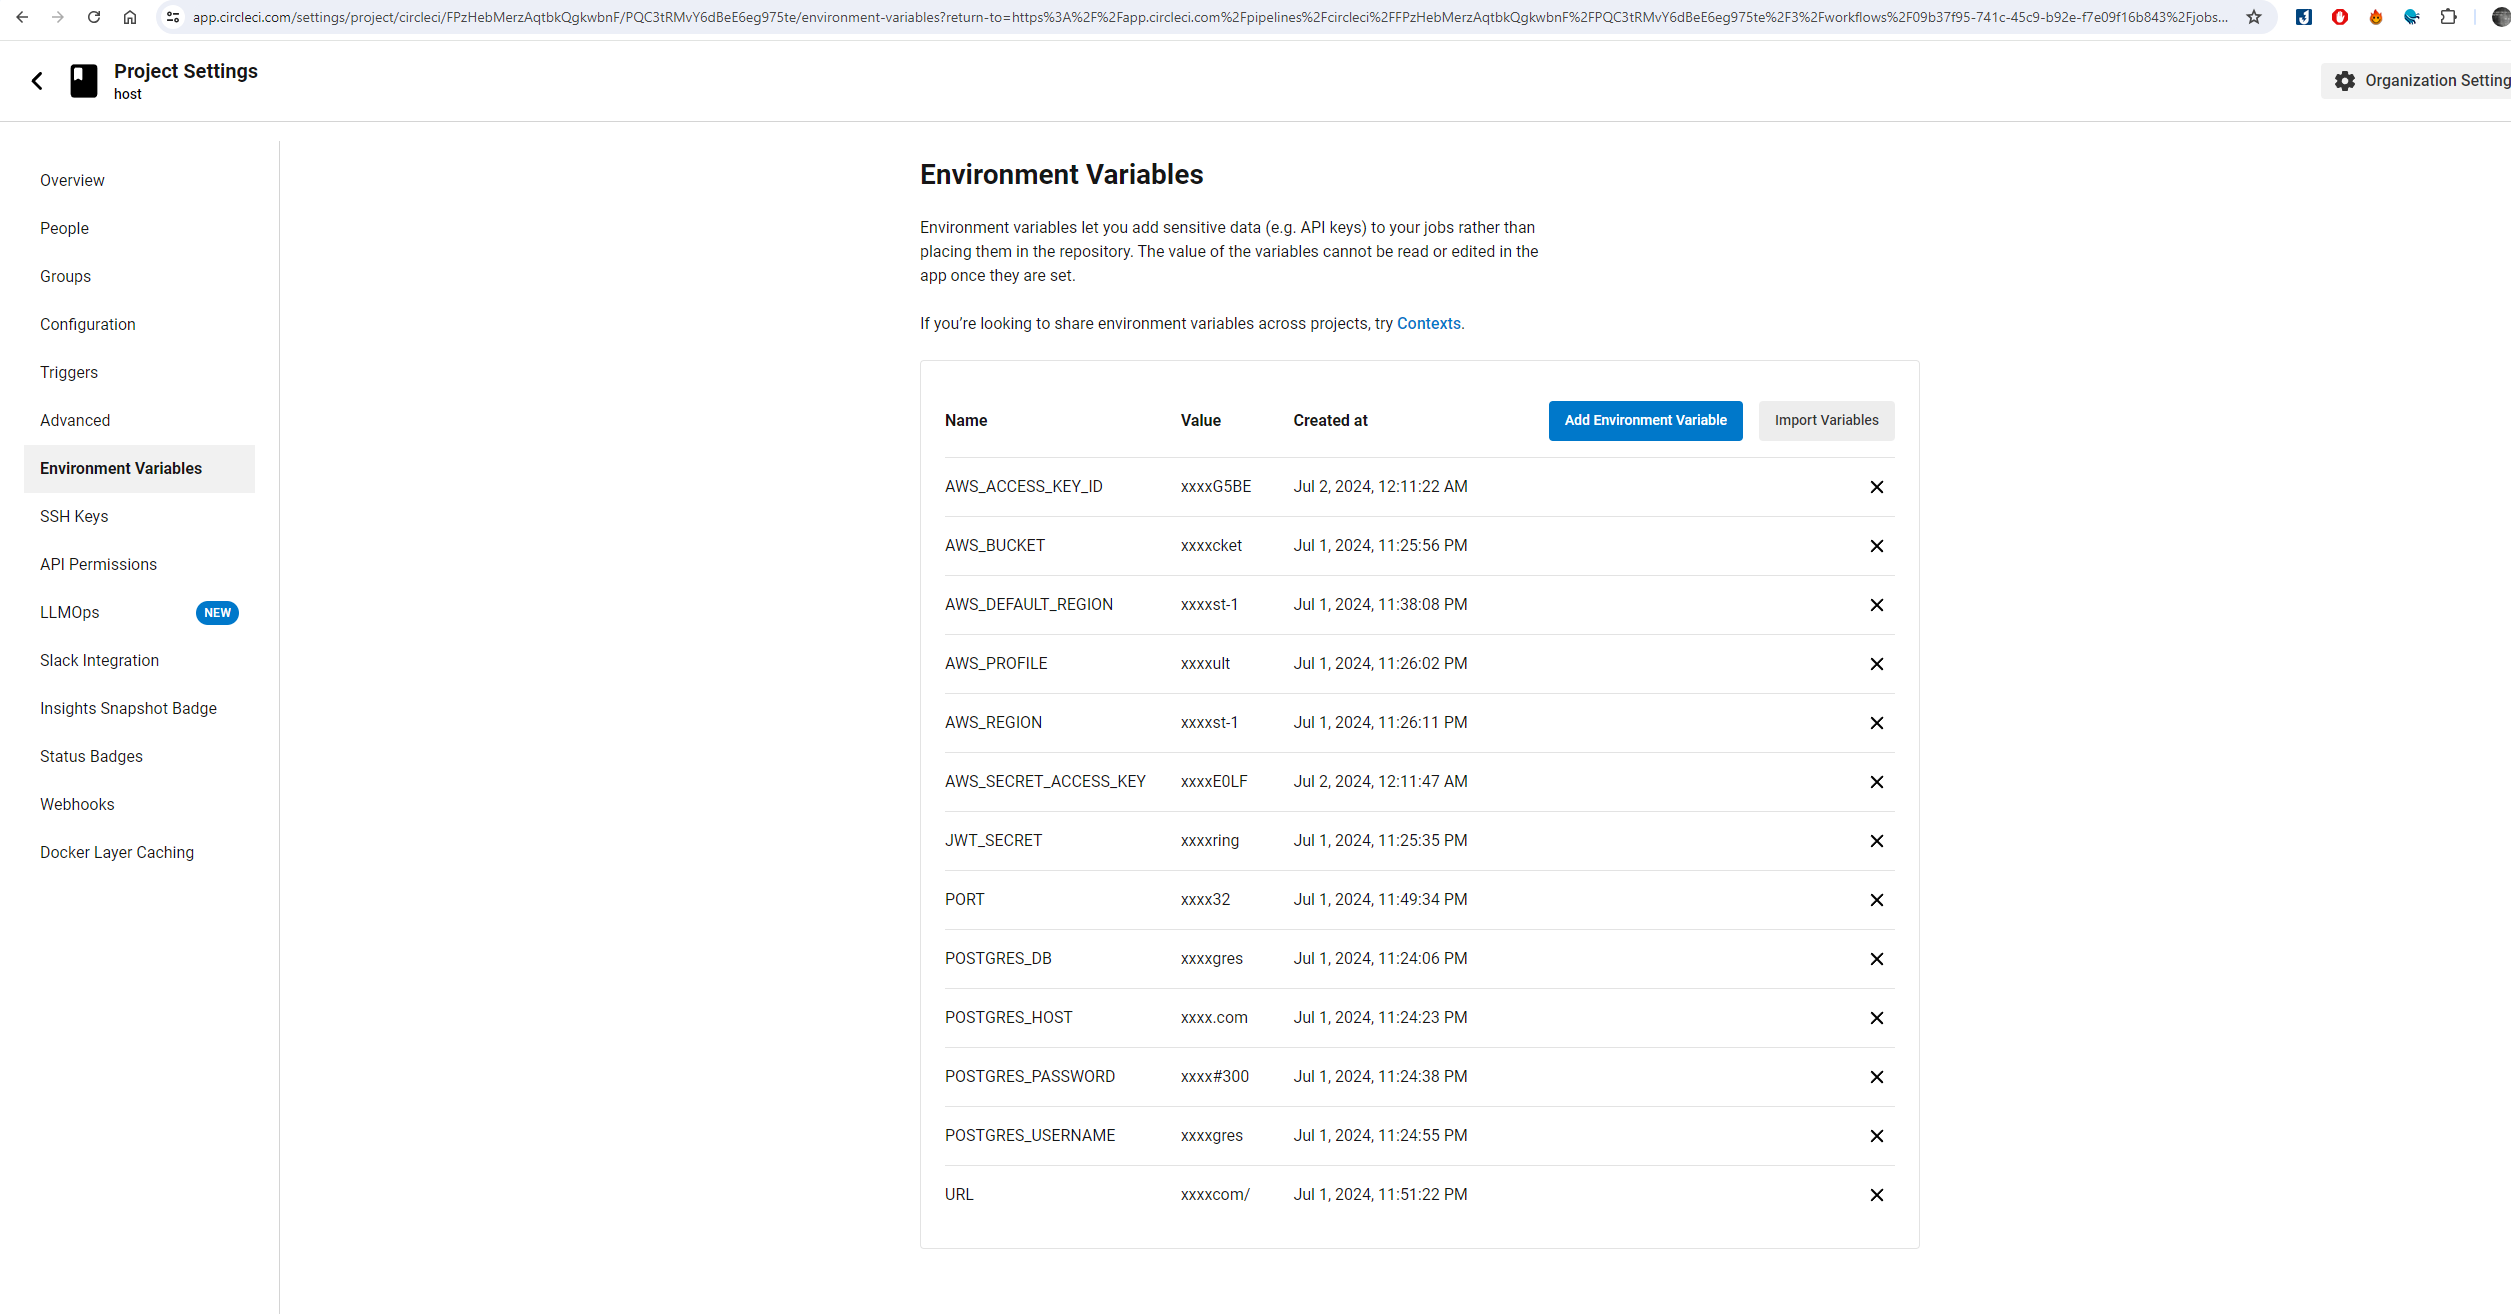 app.circleci.com/settings/project/circleci/FPzHebMerzAqtbkQgkwbnF/PQC3tRMvY6dBeE6eg975te/environment-variables?return-to=https%3A%2F%2Fapp.circleci.com%2Fpipelines%2Fcircleci%2FFPzHebMerzAqtbkQgkwbnF%2FPQC3tRMvY6dBeE6eg975te%2F3%2Fworkflows%2F09b37f95-741c-45c9-b92e-f7e09f16b843%2Fjobs...
Project Settings
host
Organization Setting
Overview
People
Groups
Configuration
Triggers
Advanced
Environment Variables
SSH Keys
API Permissions
LLMOps NEW
Slack Integration
Insights Snapshot Badge
Status Badges
Webhooks
Docker Layer Caching
Environment Variables
Environment variables let you add sensitive data (e.g. API keys) to your jobs rather than
placing them in the repository. The value of the variables cannot be read or edited in the
app once they are set.
If you’re looking to share environment variables across projects, try Contexts.
Name Value Created at Add Environment Variable Import Variables
AWS_ACCESS_KEY_ID xxxxG5BE Jul 2, 2024, 12:11:22 AM
AWS_BUCKET xxxxcket Jul 1, 2024, 11:25:56 PM
AWS_DEFAULT_REGION xxxxst-1 Jul 1, 2024, 11:38:08 PM
AWS_PROFILE xxxxult Jul 1, 2024, 11:26:02 PM
AWS_REGION xxxxst-1 Jul 1, 2024, 11:26:11 PM
AWS_SECRET_ACCESS_KEY xxxxE0LF Jul 2, 2024, 12:11:47 AM
JWT_SECRET xxxxring Jul 1, 2024, 11:25:35 PM
PORT xxxx32 Jul 1, 2024, 11:49:34 PM
POSTGRES_DB xxxxgres Jul 1, 2024, 11:24:06 PM
POSTGRES_HOST xxxx.com Jul 1, 2024, 11:24:23 PM
POSTGRES_PASSWORD xxxx#300 Jul 1, 2024, 11:24:38 PM
POSTGRES_USERNAME xxxxgres Jul 1, 2024, 11:24:55 PM
URL xxxxcom/ Jul 1, 2024, 11:51:22 PM